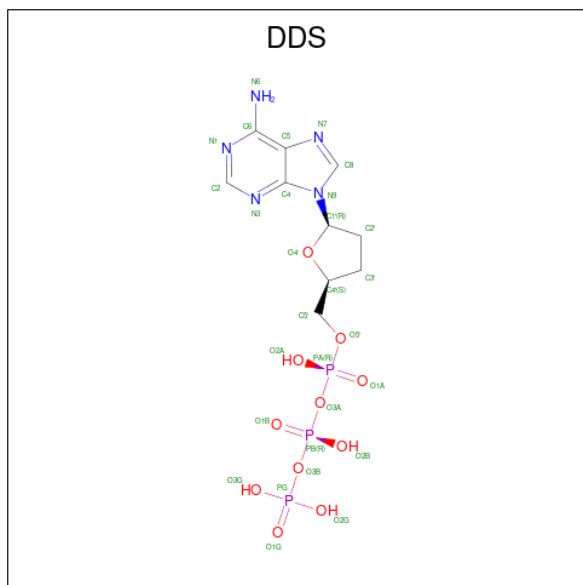 DDS
N6
NH2
C6
C5
N7
N
N1
N
C8
C2
N
N3
C4
N
N9
C1'(R)
C2'
O4'
O
C3'
C4'(S)
C5'
O
O5'
O2A
HO
PA(R)
P
O
O1A
O
O3A
O1B
O
P
OH
PB(R)
O2B
O
O3B
O3G
HO
PG
P
OH
O2G
O
O1G